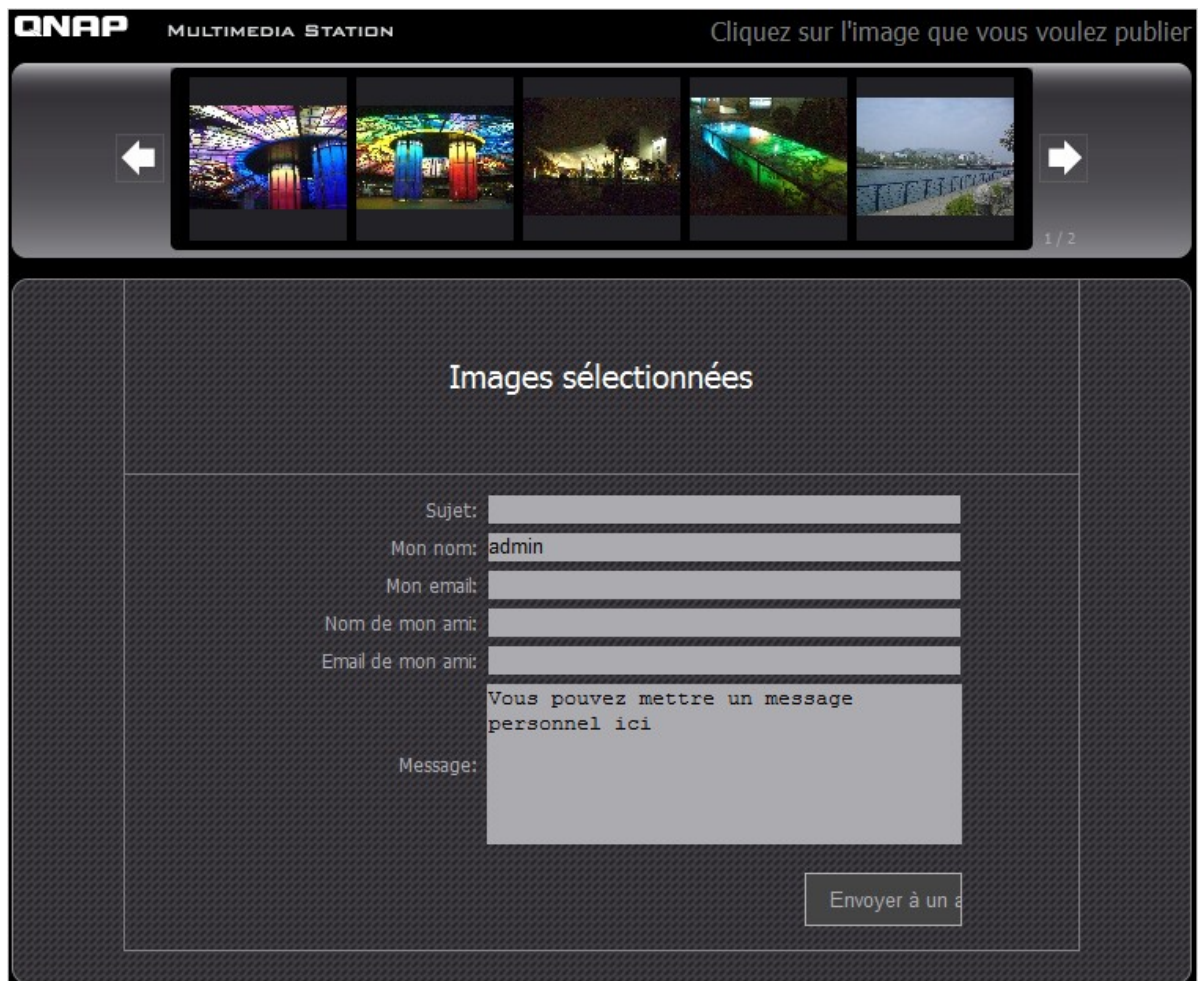 QNAP MULTIMEDIA STATION
Cliquez sur l'image que vous voulez publier
1 / 2
Images sélectionnées
Sujet:
Mon nom: admin
Mon email:
Nom de mon ami:
Email de mon ami:
Message: Vous pouvez mettre un message
personnel ici
Envoyer à un a